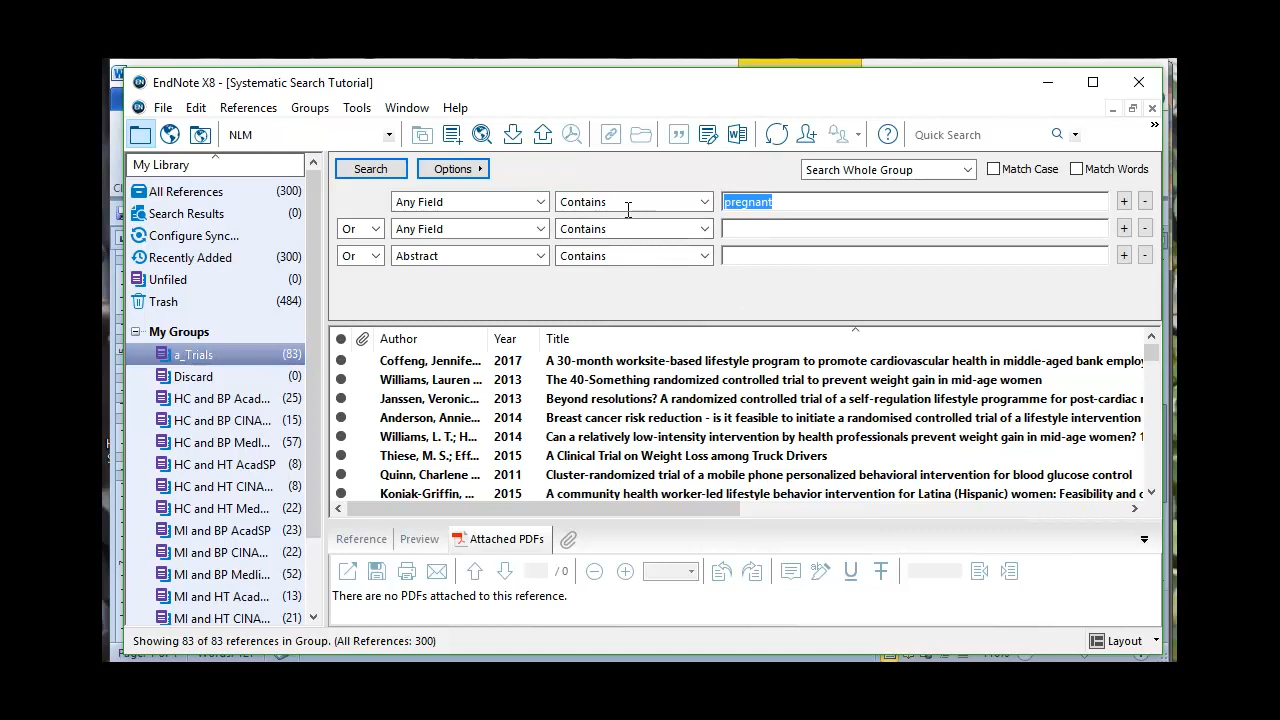 EndNote X8 - [Systematic Search Tutorial]
File Edit References Groups Tools Window Help
NLM
Quick Search
My Library
All References (300)
Search Results (0)
Configure Sync...
Recently Added (300)
Unfiled (0)
Trash (484)
My Groups
a_Trials (83)
Discard (0)
HC and BP Acad... (25)
HC and BP CINA... (29)
HC and BP Medl... (57)
HC and HT AcadSP (8)
HC and HT CINA... (8)
HC and HT Med... (22)
MI and BP AcadSP (23)
MI and BP CINA... (22)
MI and BP Medli... (52)
MI and HT Acad... (13)
MI and HT CINA... (21)
Search Options Search Whole Group Match Case Match Words
Any Field Contains pregnant + -
Or Any Field Contains + -
Or Abstract Contains + -
Author Year Title
Coffeng, Jennife... 2017 A 30-month worksite-based lifestyle program to promote cardiovascular health in middle-aged bank employ
Williams, Lauren ... 2013 The 40-Something randomized controlled trial to prevent weight gain in mid-age women
Janssen, Veronic... 2013 Beyond resolutions? A randomized controlled trial of a self-regulation lifestyle programme for post-cardiac r
Anderson, Annie... 2014 Breast cancer risk reduction - is it feasible to initiate a randomised controlled trial of a lifestyle intervention
Williams, L. T.; H... 2014 Can a relatively low-intensity intervention by health professionals prevent weight gain in mid-age women? 1
Thiese, M. S.; Eff... 2015 A Clinical Trial on Weight Loss among Truck Drivers
Quinn, Charlene ... 2011 Cluster-randomized trial of a mobile phone personalized behavioral intervention for blood glucose control
Koniak-Griffin, ... 2015 A community health worker-led lifestyle behavior intervention for Latina (Hispanic) women: Feasibility and c
Reference Preview Attached PDFs
/ 0
There are no PDFs attached to this reference.
Showing 83 of 83 references in Group. (All References: 300)
Layout